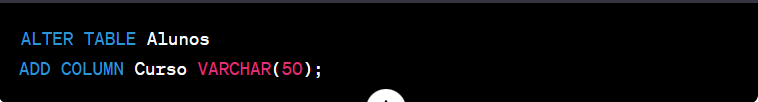 ALTER TABLE Alunos
ADD COLUMN Curso VARCHAR(50);